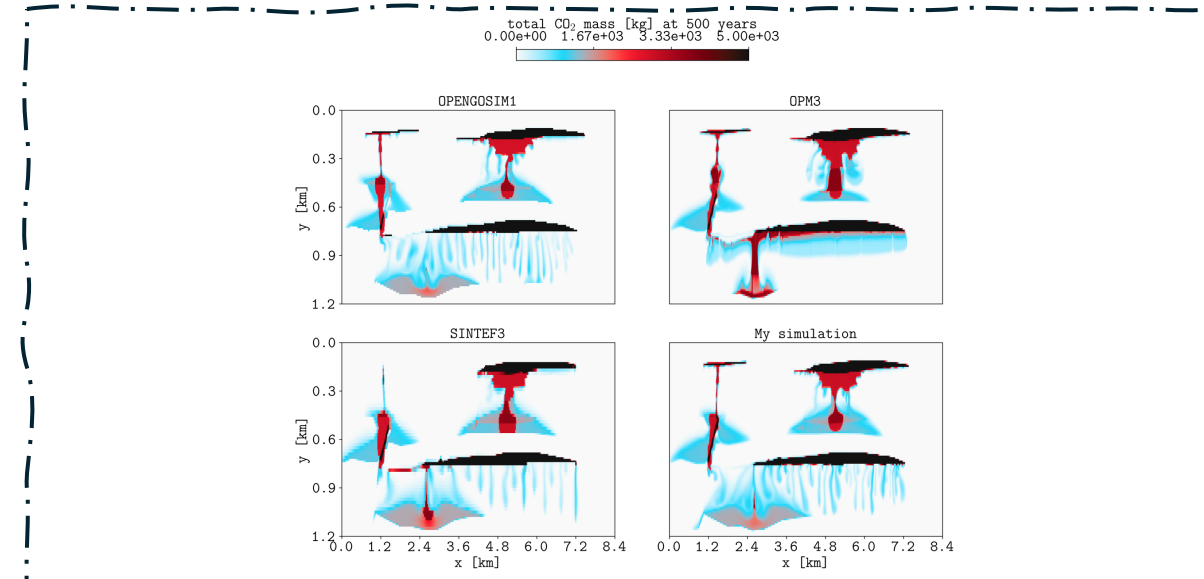 total CO₂ mass [kg] at 500 years
0.00e+00 1.67e+03 3.33e+03 5.00e+03
OPENGOSIM1
OPM3
0.0
0.3
0.6
0.9
1.2
y [km]
SINTEF3
My simulation
0.0
0.3
0.6
0.9
1.2
y [km]
0.0 1.2 2.4 3.6 4.8 6.0 7.2 8.4
0.0 1.2 2.4 3.6 4.8 6.0 7.2 8.4
x [km]
x [km]